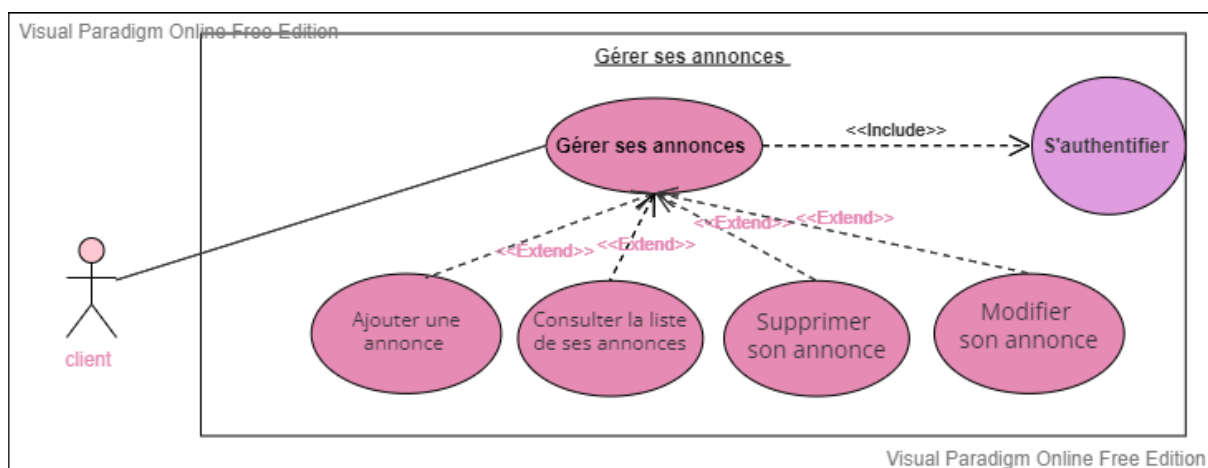 Visual Paradigm Online Free Edition
Gérer ses annonces
Gérer ses annonces
<<Include>>
S'authentifier
<<Extend>>
<<Extend>>
<<Extend>>
<<Extend>>
client
Ajouter une
annonce
Consulter la liste
de ses annonces
Supprimer
son annonce
Modifier
son annonce
Visual Paradigm Online Free Edition